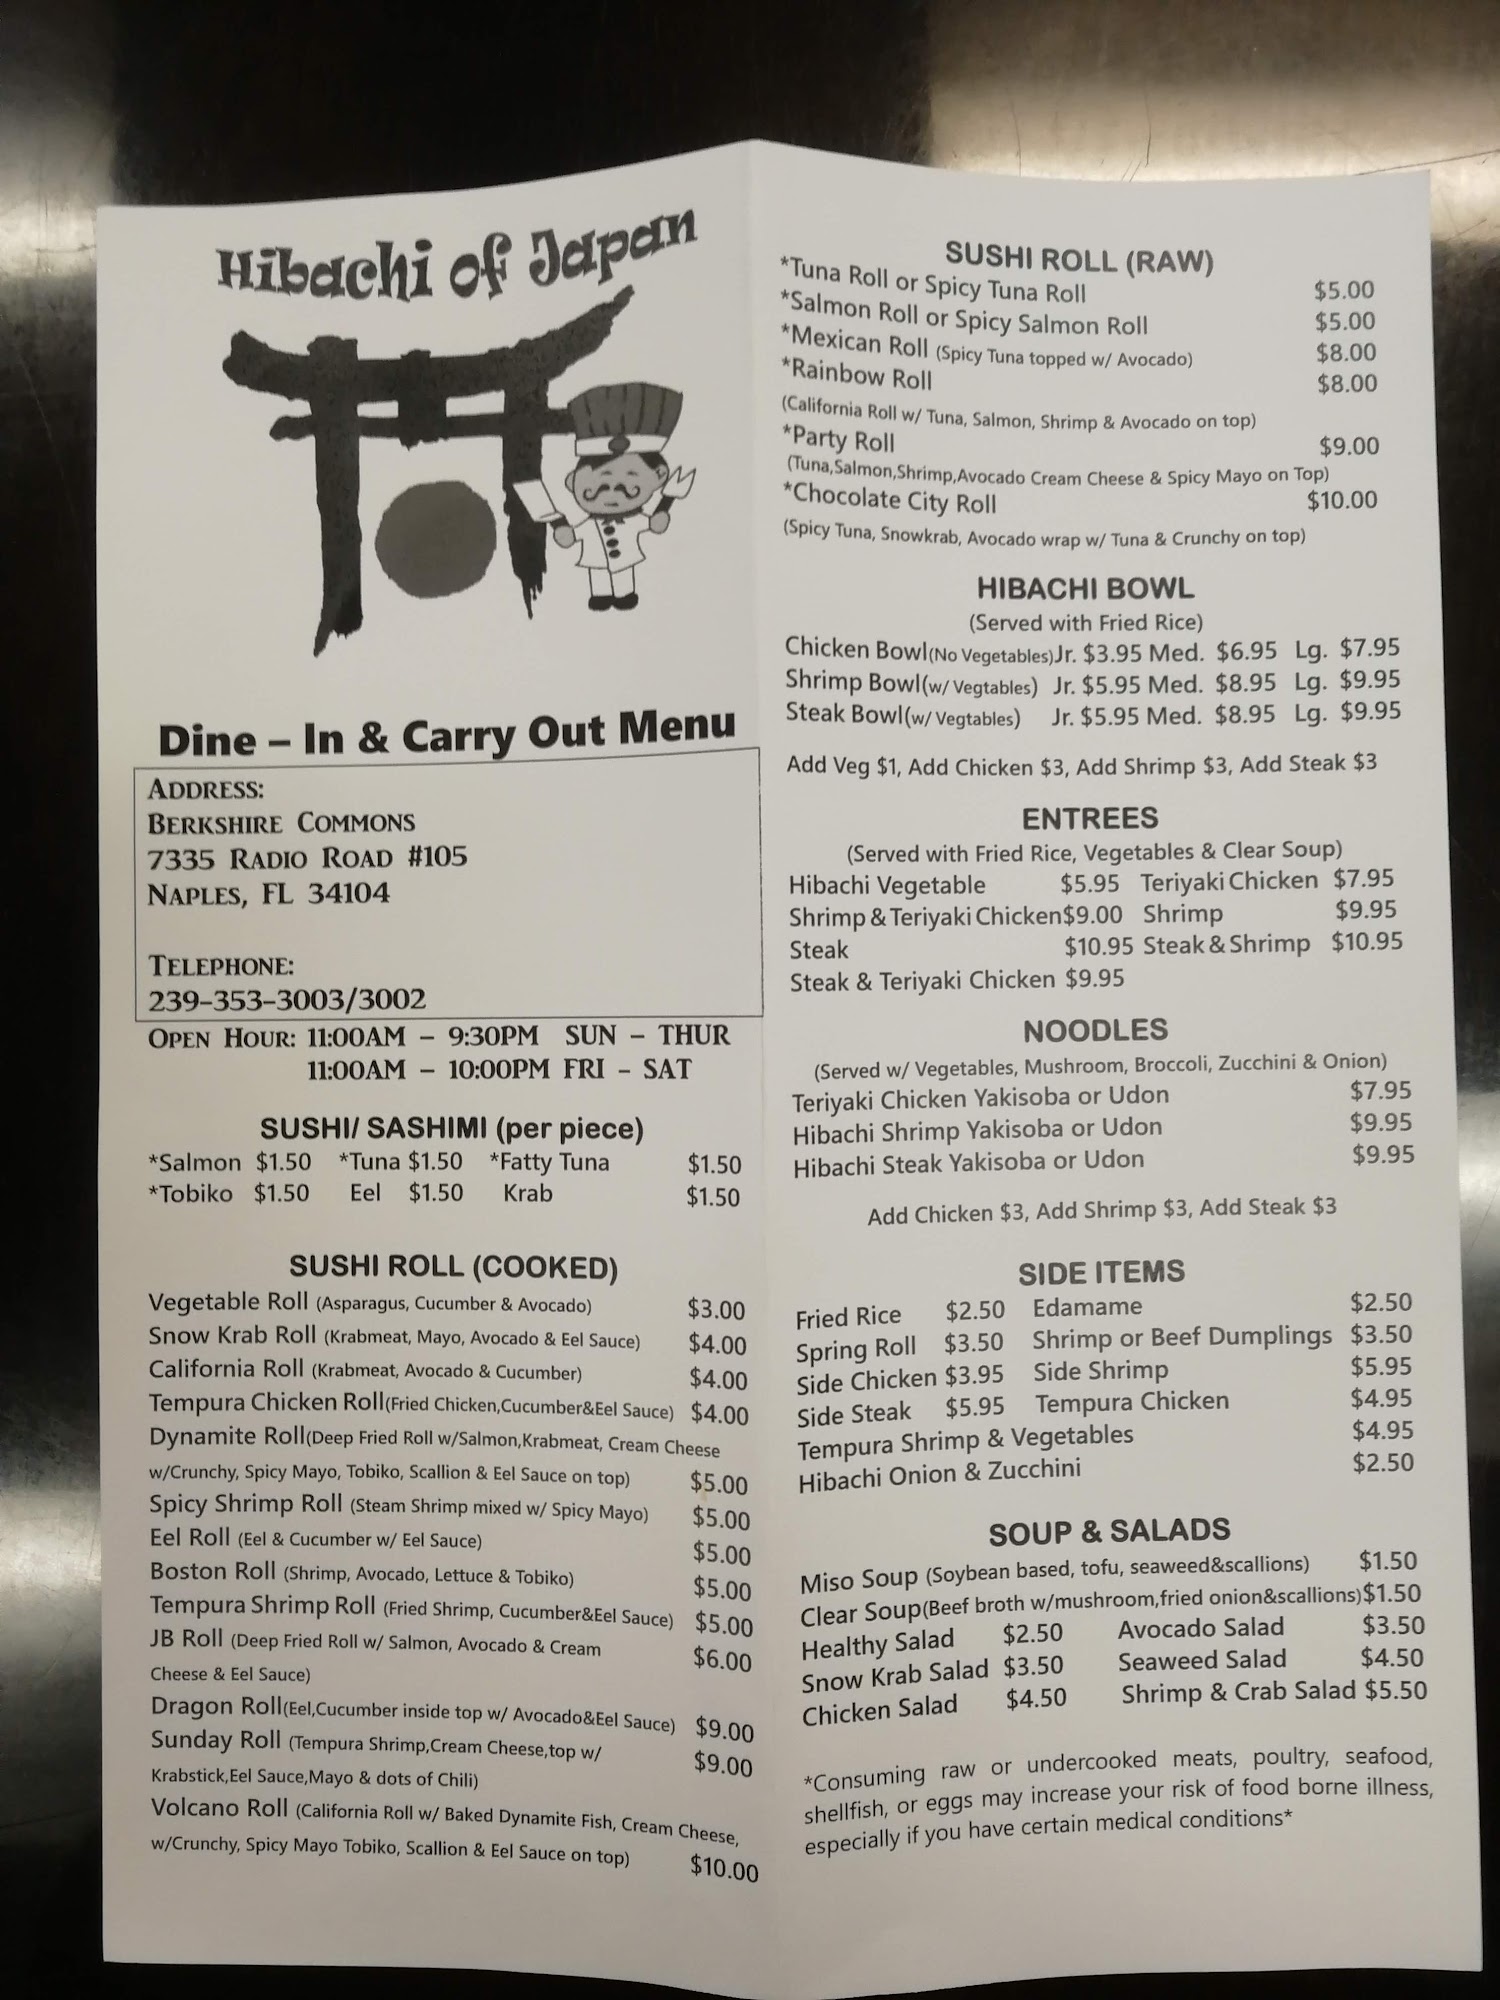 Hibachi of Japan
Dine – In & Carry Out Menu
ADDRESS:
BERKSHIRE COMMONS
7335 RADIO ROAD #105
NAPLES, FL 34104
TELEPHONE:
239-353-3003/3002
OPEN HOUR: 11:00AM – 9:30PM SUN – THUR
11:00AM – 10:00PM FRI – SAT
SUSHI/ SASHIMI (per piece)
*Salmon $1.50 *Tuna $1.50 *Fatty Tuna $1.50
*Tobiko $1.50 Eel $1.50 Krab $1.50
SUSHI ROLL (COOKED)
Vegetable Roll (Asparagus, Cucumber & Avocado) $3.00
Snow Krab Roll (Krabmeat, Mayo, Avocado & Eel Sauce) $4.00
California Roll (Krabmeat, Avocado & Cucumber) $4.00
Tempura Chicken Roll(Fried Chicken,Cucumber&Eel Sauce) $4.00
Dynamite Roll(Deep Fried Roll w/Salmon,Krabmeat, Cream Cheese
w/Crunchy, Spicy Mayo, Tobiko, Scallion & Eel Sauce on top) $5.00
Spicy Shrimp Roll (Steam Shrimp mixed w/ Spicy Mayo) $5.00
Eel Roll (Eel & Cucumber w/ Eel Sauce) $5.00
Boston Roll (Shrimp, Avocado, Lettuce & Tobiko) $5.00
Tempura Shrimp Roll (Fried Shrimp, Cucumber&Eel Sauce) $5.00
JB Roll (Deep Fried Roll w/ Salmon, Avocado & Cream $6.00
Cheese & Eel Sauce)
Dragon Roll(Eel,Cucumber inside top w/ Avocado&Eel Sauce) $9.00
Sunday Roll (Tempura Shrimp,Cream Cheese,top w/ $9.00
Krabstick,Eel Sauce,Mayo & dots of Chili)
Volcano Roll (California Roll w/ Baked Dynamite Fish, Cream Cheese,
w/Crunchy, Spicy Mayo Tobiko, Scallion & Eel Sauce on top) $10.00
SUSHI ROLL (RAW)
*Tuna Roll or Spicy Tuna Roll $5.00
*Salmon Roll or Spicy Salmon Roll $5.00
*Mexican Roll (Spicy Tuna topped w/ Avocado) $8.00
*Rainbow Roll $8.00
(California Roll w/ Tuna, Salmon, Shrimp & Avocado on top)
*Party Roll $9.00
(Tuna,Salmon,Shrimp,Avocado Cream Cheese & Spicy Mayo on Top)
*Chocolate City Roll $10.00
(Spicy Tuna, Snowkrab, Avocado wrap w/ Tuna & Crunchy on top)
HIBACHI BOWL
(Served with Fried Rice)
Chicken Bowl(No Vegetables)Jr. $3.95 Med. $6.95 Lg. $7.95
Shrimp Bowl(w/ Vegtables) Jr. $5.95 Med. $8.95 Lg. $9.95
Steak Bowl(w/ Vegtables) Jr. $5.95 Med. $8.95 Lg. $9.95
Add Veg $1, Add Chicken $3, Add Shrimp $3, Add Steak $3
ENTREES
(Served with Fried Rice, Vegetables & Clear Soup)
Hibachi Vegetable $5.95 Teriyaki Chicken $7.95
Shrimp & Teriyaki Chicken$9.00 Shrimp $9.95
Steak $10.95 Steak & Shrimp $10.95
Steak & Teriyaki Chicken $9.95
NOODLES
(Served w/ Vegetables, Mushroom, Broccoli, Zucchini & Onion)
Teriyaki Chicken Yakisoba or Udon $7.95
Hibachi Shrimp Yakisoba or Udon $9.95
Hibachi Steak Yakisoba or Udon $9.95
Add Chicken $3, Add Shrimp $3, Add Steak $3
SIDE ITEMS
Fried Rice $2.50 Edamame $2.50
Spring Roll $3.50 Shrimp or Beef Dumplings $3.50
Side Chicken $3.95 Side Shrimp $5.95
Side Steak $5.95 Tempura Chicken $4.95
Tempura Shrimp & Vegetables $4.95
Hibachi Onion & Zucchini $2.50
SOUP & SALADS
Miso Soup (Soybean based, tofu, seaweed&scallions) $1.50
Clear Soup(Beef broth w/mushroom,fried onion&scallions)$1.50
Healthy Salad $2.50 Avocado Salad $3.50
Snow Krab Salad $3.50 Seaweed Salad $4.50
Chicken Salad $4.50 Shrimp & Crab Salad $5.50
*Consuming raw or undercooked meats, poultry, seafood,
shellfish, or eggs may increase your risk of food borne illness,
especially if you have certain medical conditions*